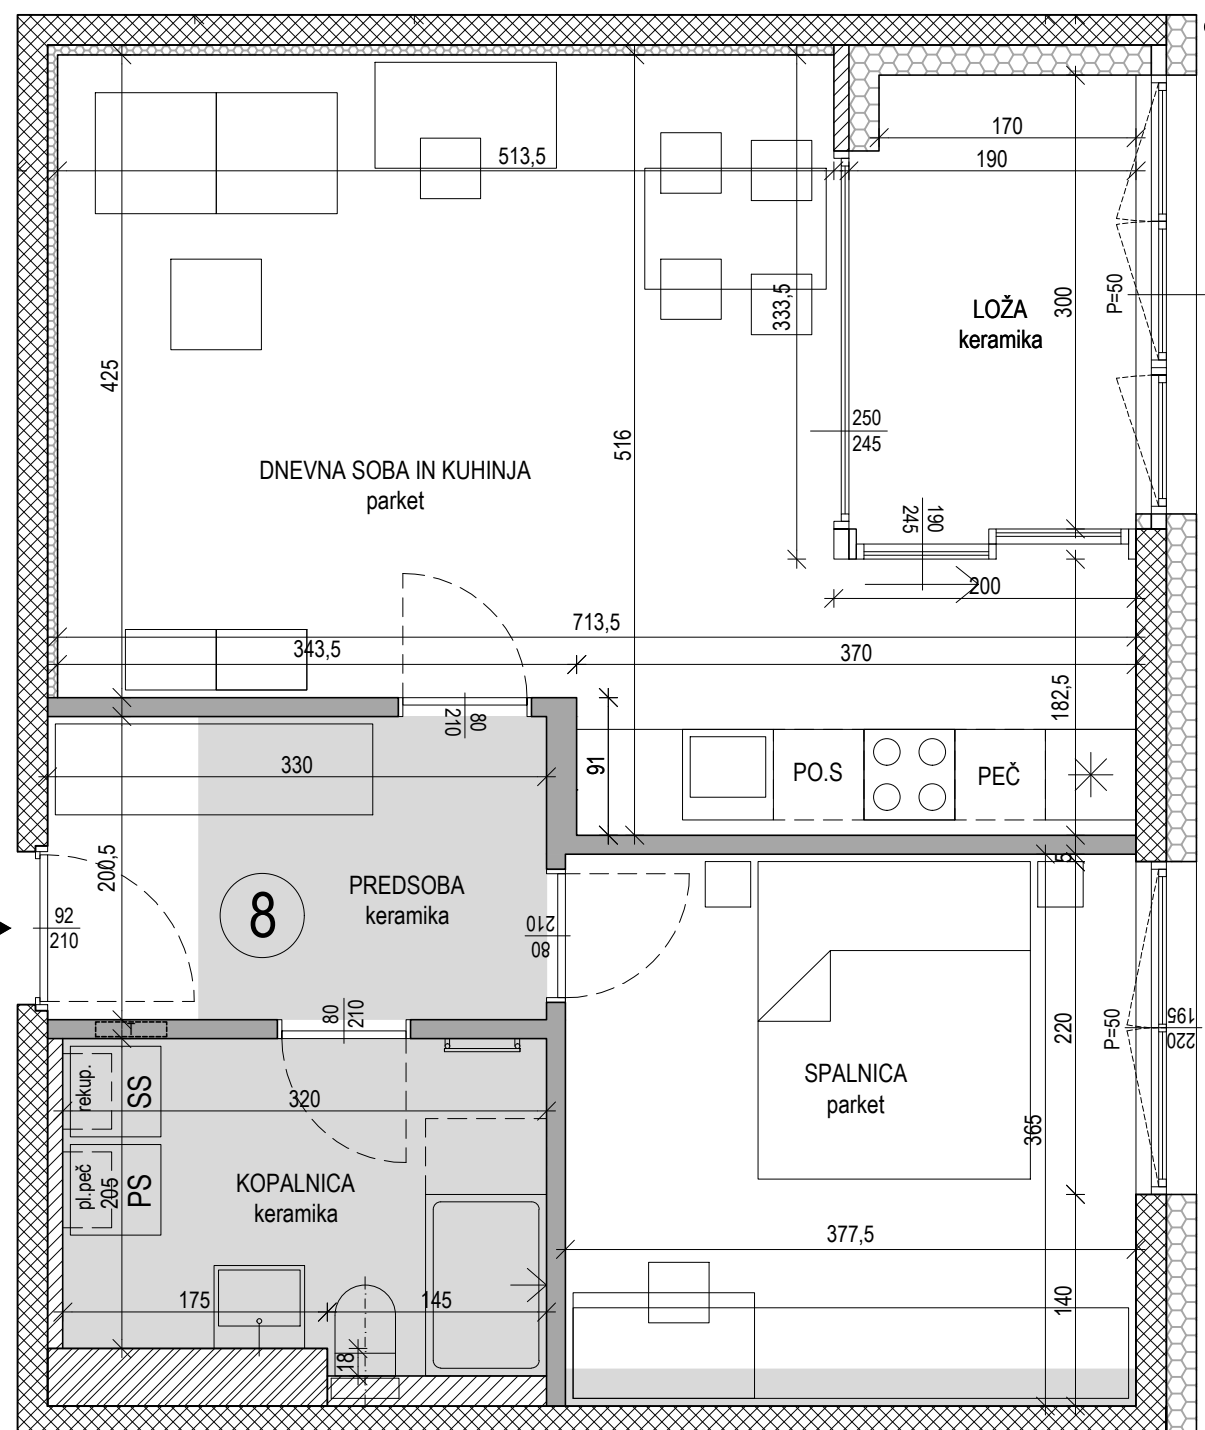 170
513,5
190
LOŽA
keramika
300
P=50
333,5
425
516
250
245
DNEVNA SOBA IN KUHINJA
parket
190
245
200
713,5
343,5
370
182,5
80
210
91
PO.S
PEČ
330
200,5
PREDSOBA
keramika
8
92
210
80
210
5
80
210
SPALNICA
parket
220
P=50
220
195
365
rekup.
SS
320
pl.peč
205
PS
KOPALNICA
keramika
377,5
175
145
140
18